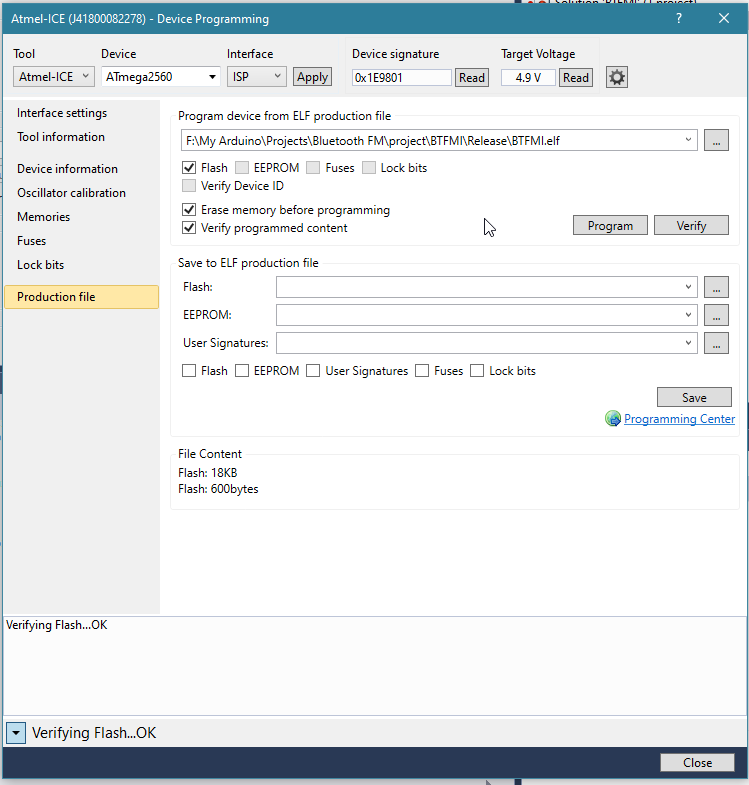 Atmel-ICE (J41800082278) - Device Programming
Tool Device Interface Device signature Target Voltage
Atmel-ICE ATmega2560 ISP Apply 0x1E9801 Read 4.9 V Read
Interface settings
Tool information
Device information
Oscillator calibration
Memories
Fuses
Lock bits
Production file
Program device from ELF production file
F:\My Arduino\Projects\Bluetooth FM\project\BTFMI\Release\BTFMI.elf ...
Flash EEPROM Fuses Lock bits
Verify Device ID
Erase memory before programming
Verify programmed content
Program Verify
Save to ELF production file
Flash: ...
EEPROM: ...
User Signatures: ...
Flash EEPROM User Signatures Fuses Lock bits
Save
Programming Center
File Content
Flash: 18KB
Flash: 600bytes
Verifying Flash...OK
Verifying Flash...OK
Close